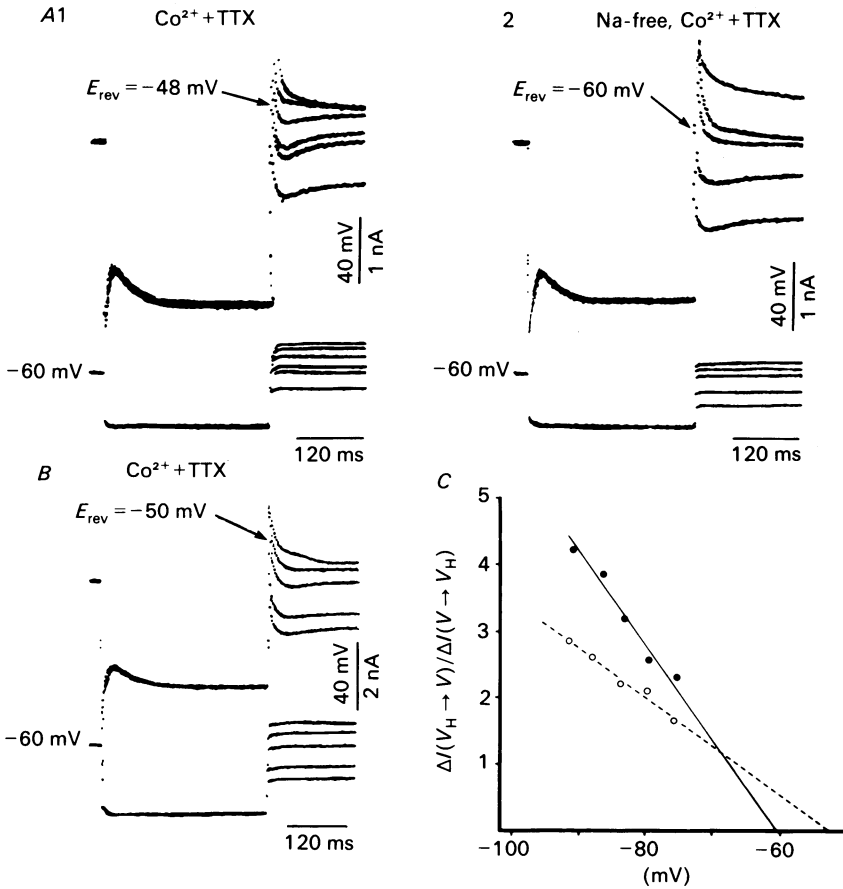 A1 Co²⁺+TTX
E_rev = −48 mV
40 mV
1 nA
−60 mV
120 ms
2 Na-free, Co²⁺+TTX
E_rev = −60 mV
40 mV
1 nA
−60 mV
120 ms
B Co²⁺+TTX
E_rev = −50 mV
40 mV
2 nA
−60 mV
120 ms
C
ΔI(V_H → V)/ΔI(V → V_H)
5
4
3
2
1
−100 −80 −60
(mV)